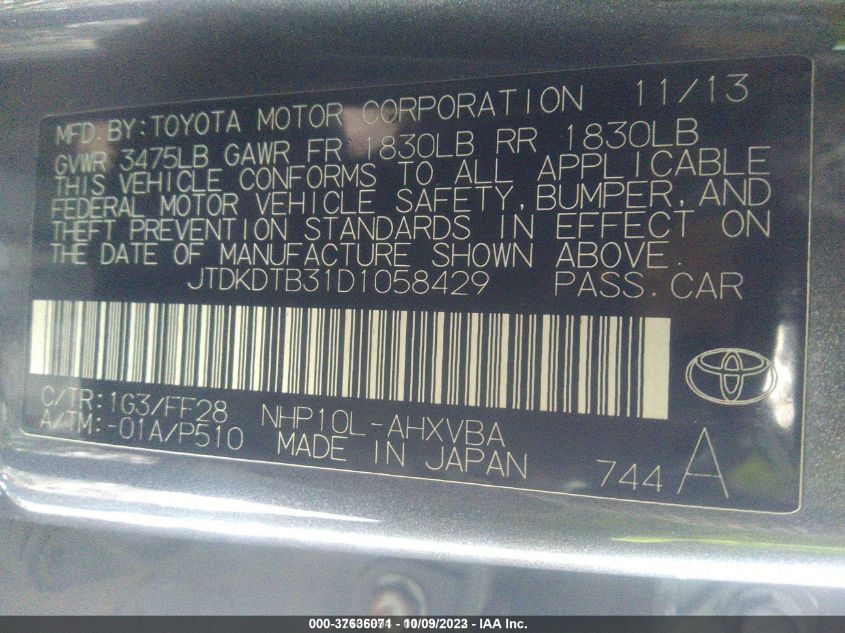 MFD. BY: TOYOTA MOTOR CORPORATION 11/13
GVWR 3475LB GAWR FR 1830LB RR 1830LB
THIS VEHICLE CONFORMS TO ALL APPLICABLE
FEDERAL MOTOR VEHICLE SAFETY, BUMPER, AND
THEFT PREVENTION STANDARDS IN EFFECT ON
THE DATE OF MANUFACTURE SHOWN ABOVE.
JTDKDTB31D1058429 PASS. CAR
C/TR: 1G3/FF28 NHP10L-AHXVBA
A/TM: -01A/P510 MADE IN JAPAN 744 A
000-37636071 - 10/09/2023 - IAA Inc.